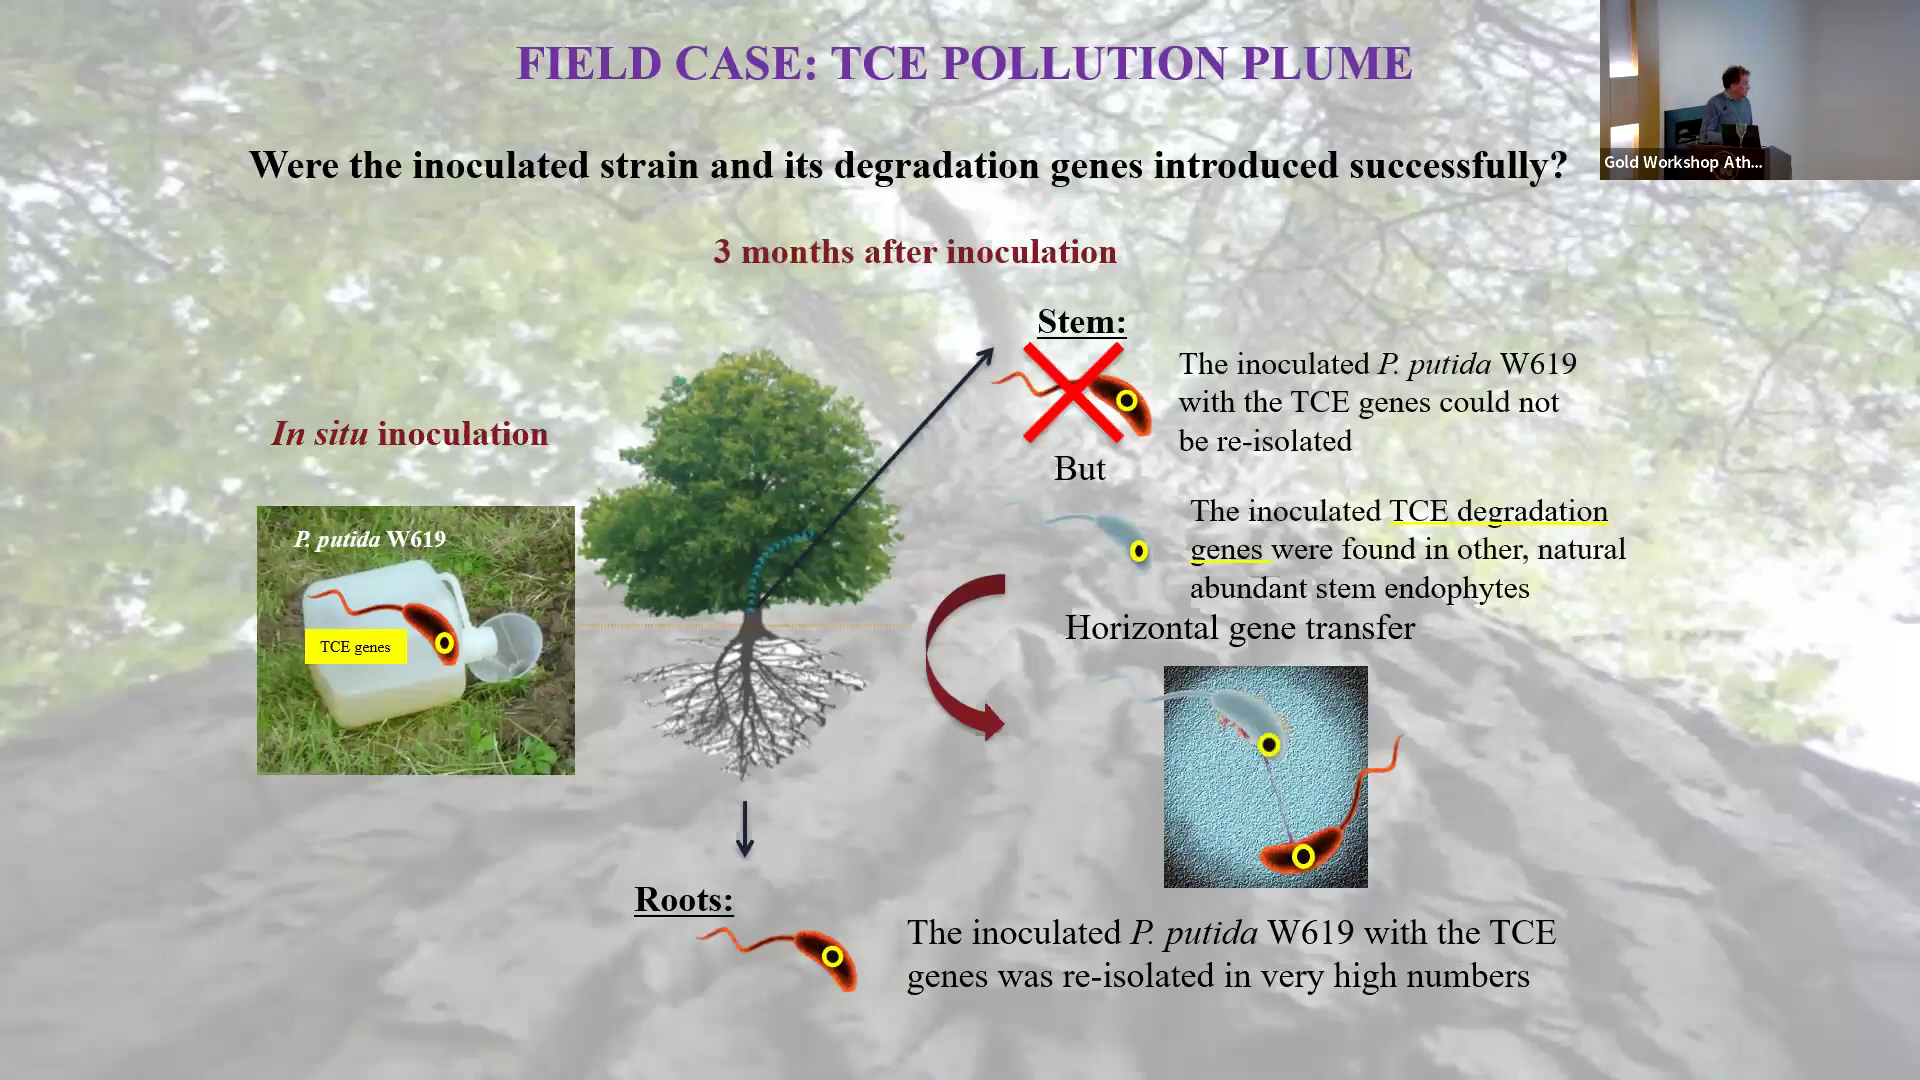 FIELD CASE: TCE POLLUTION PLUME
Gold Workshop Ath...
Were the inoculated strain and its degradation genes introduced successfully?
3 months after inoculation
Stem:
The inoculated P. putida W619
with the TCE genes could not
be re-isolated
In situ inoculation
But
The inoculated TCE degradation
genes were found in other, natural
abundant stem endophytes
P. putida W619
TCE genes
Horizontal gene transfer
Roots:
The inoculated P. putida W619 with the TCE
genes was re-isolated in very high numbers